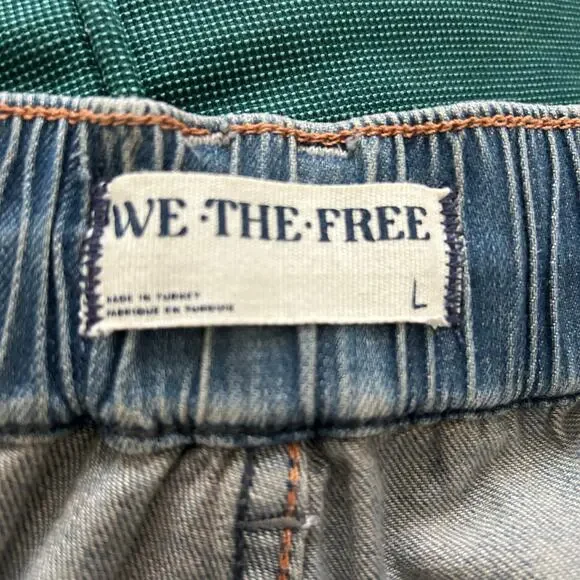 WE·THE·FREE
MADE IN TURKEY
FABRIQUE EN TURQUIE
L